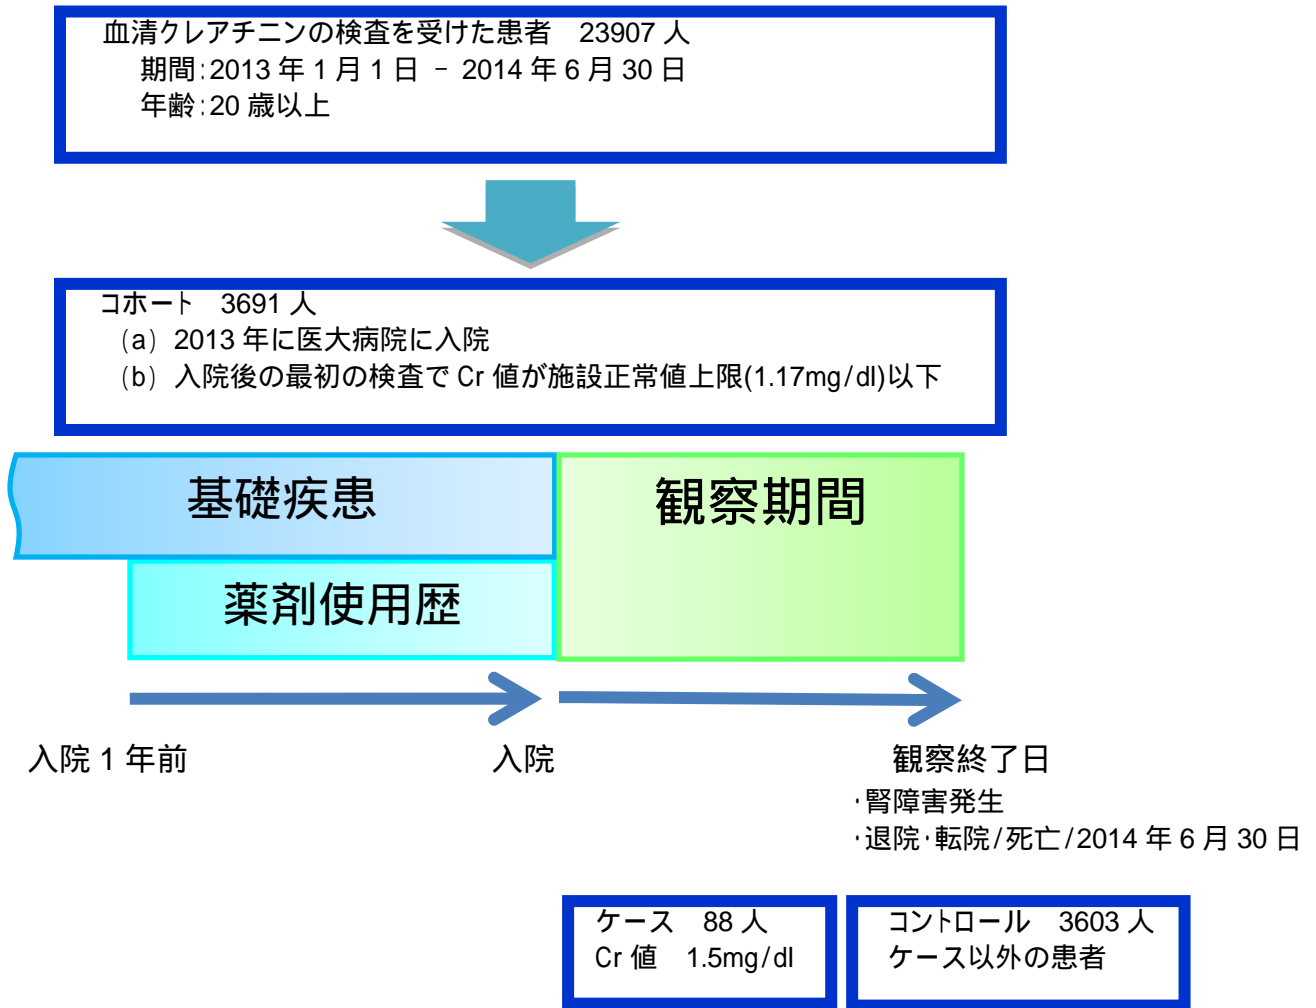 血清クレアチニンの検査を受けた患者　23907 人
期間:2013 年 1 月 1 日 － 2014 年 6 月 30 日
年齢:20 歳以上
コホート　3691 人
(a) 2013 年に医大病院に入院
(b) 入院後の最初の検査で Cr 値が施設正常値上限(1.17mg/dl)以下
基礎疾患
観察期間
薬剤使用歴
入院 1 年前
入院
観察終了日
・腎障害発生
・退院・転院/死亡/2014 年 6 月 30 日
ケース　88 人
Cr 値　1.5mg/dl
コントロール　3603 人
ケース以外の患者